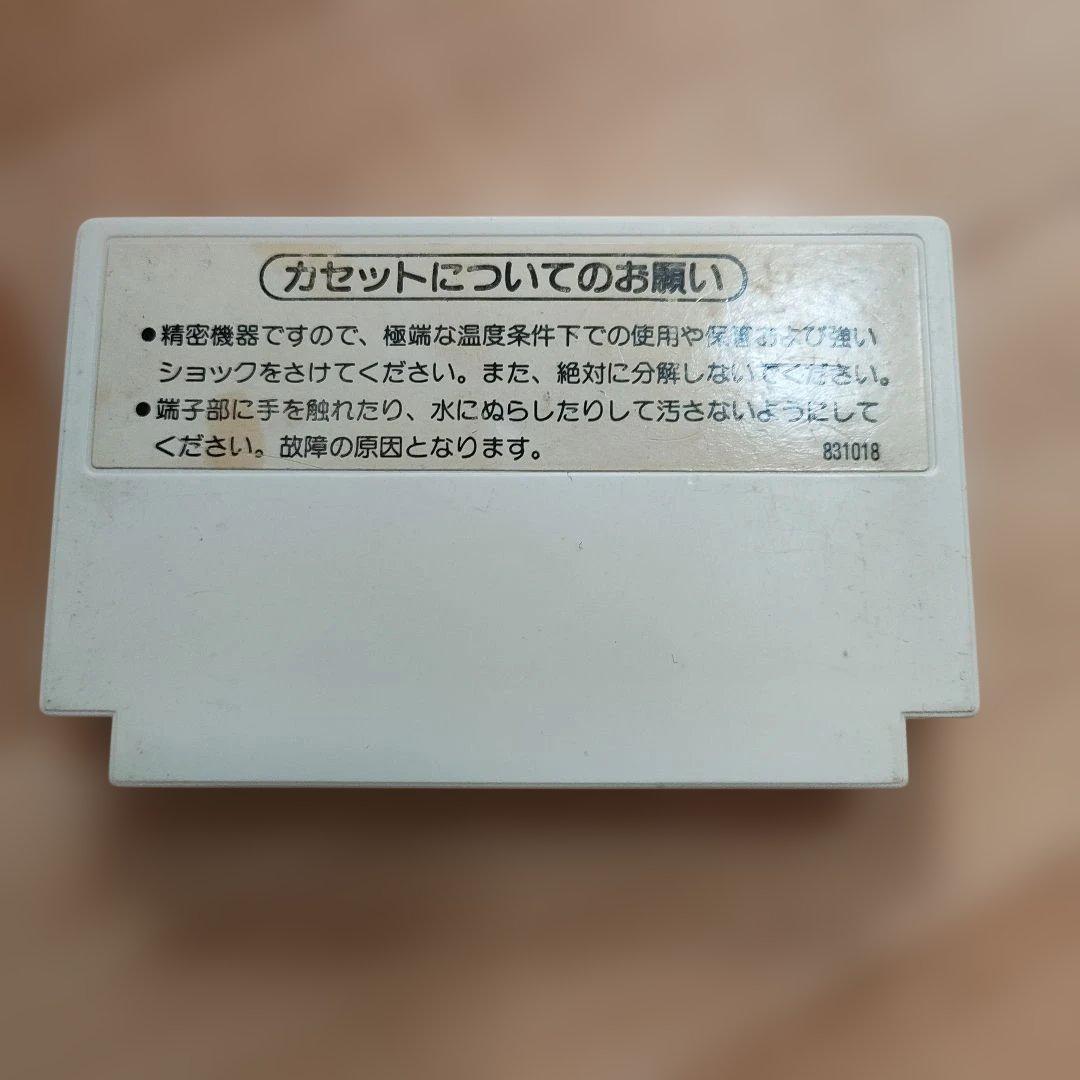 カセットについてのお願い
●精密機器ですので、極端な温度条件下での使用や保管および強い
ショックをさけてください。また、絶対に分解しないでください。
●端子部に手を触れたり、水にぬらしたりして汚さないようにして
ください。故障の原因となります。
831018